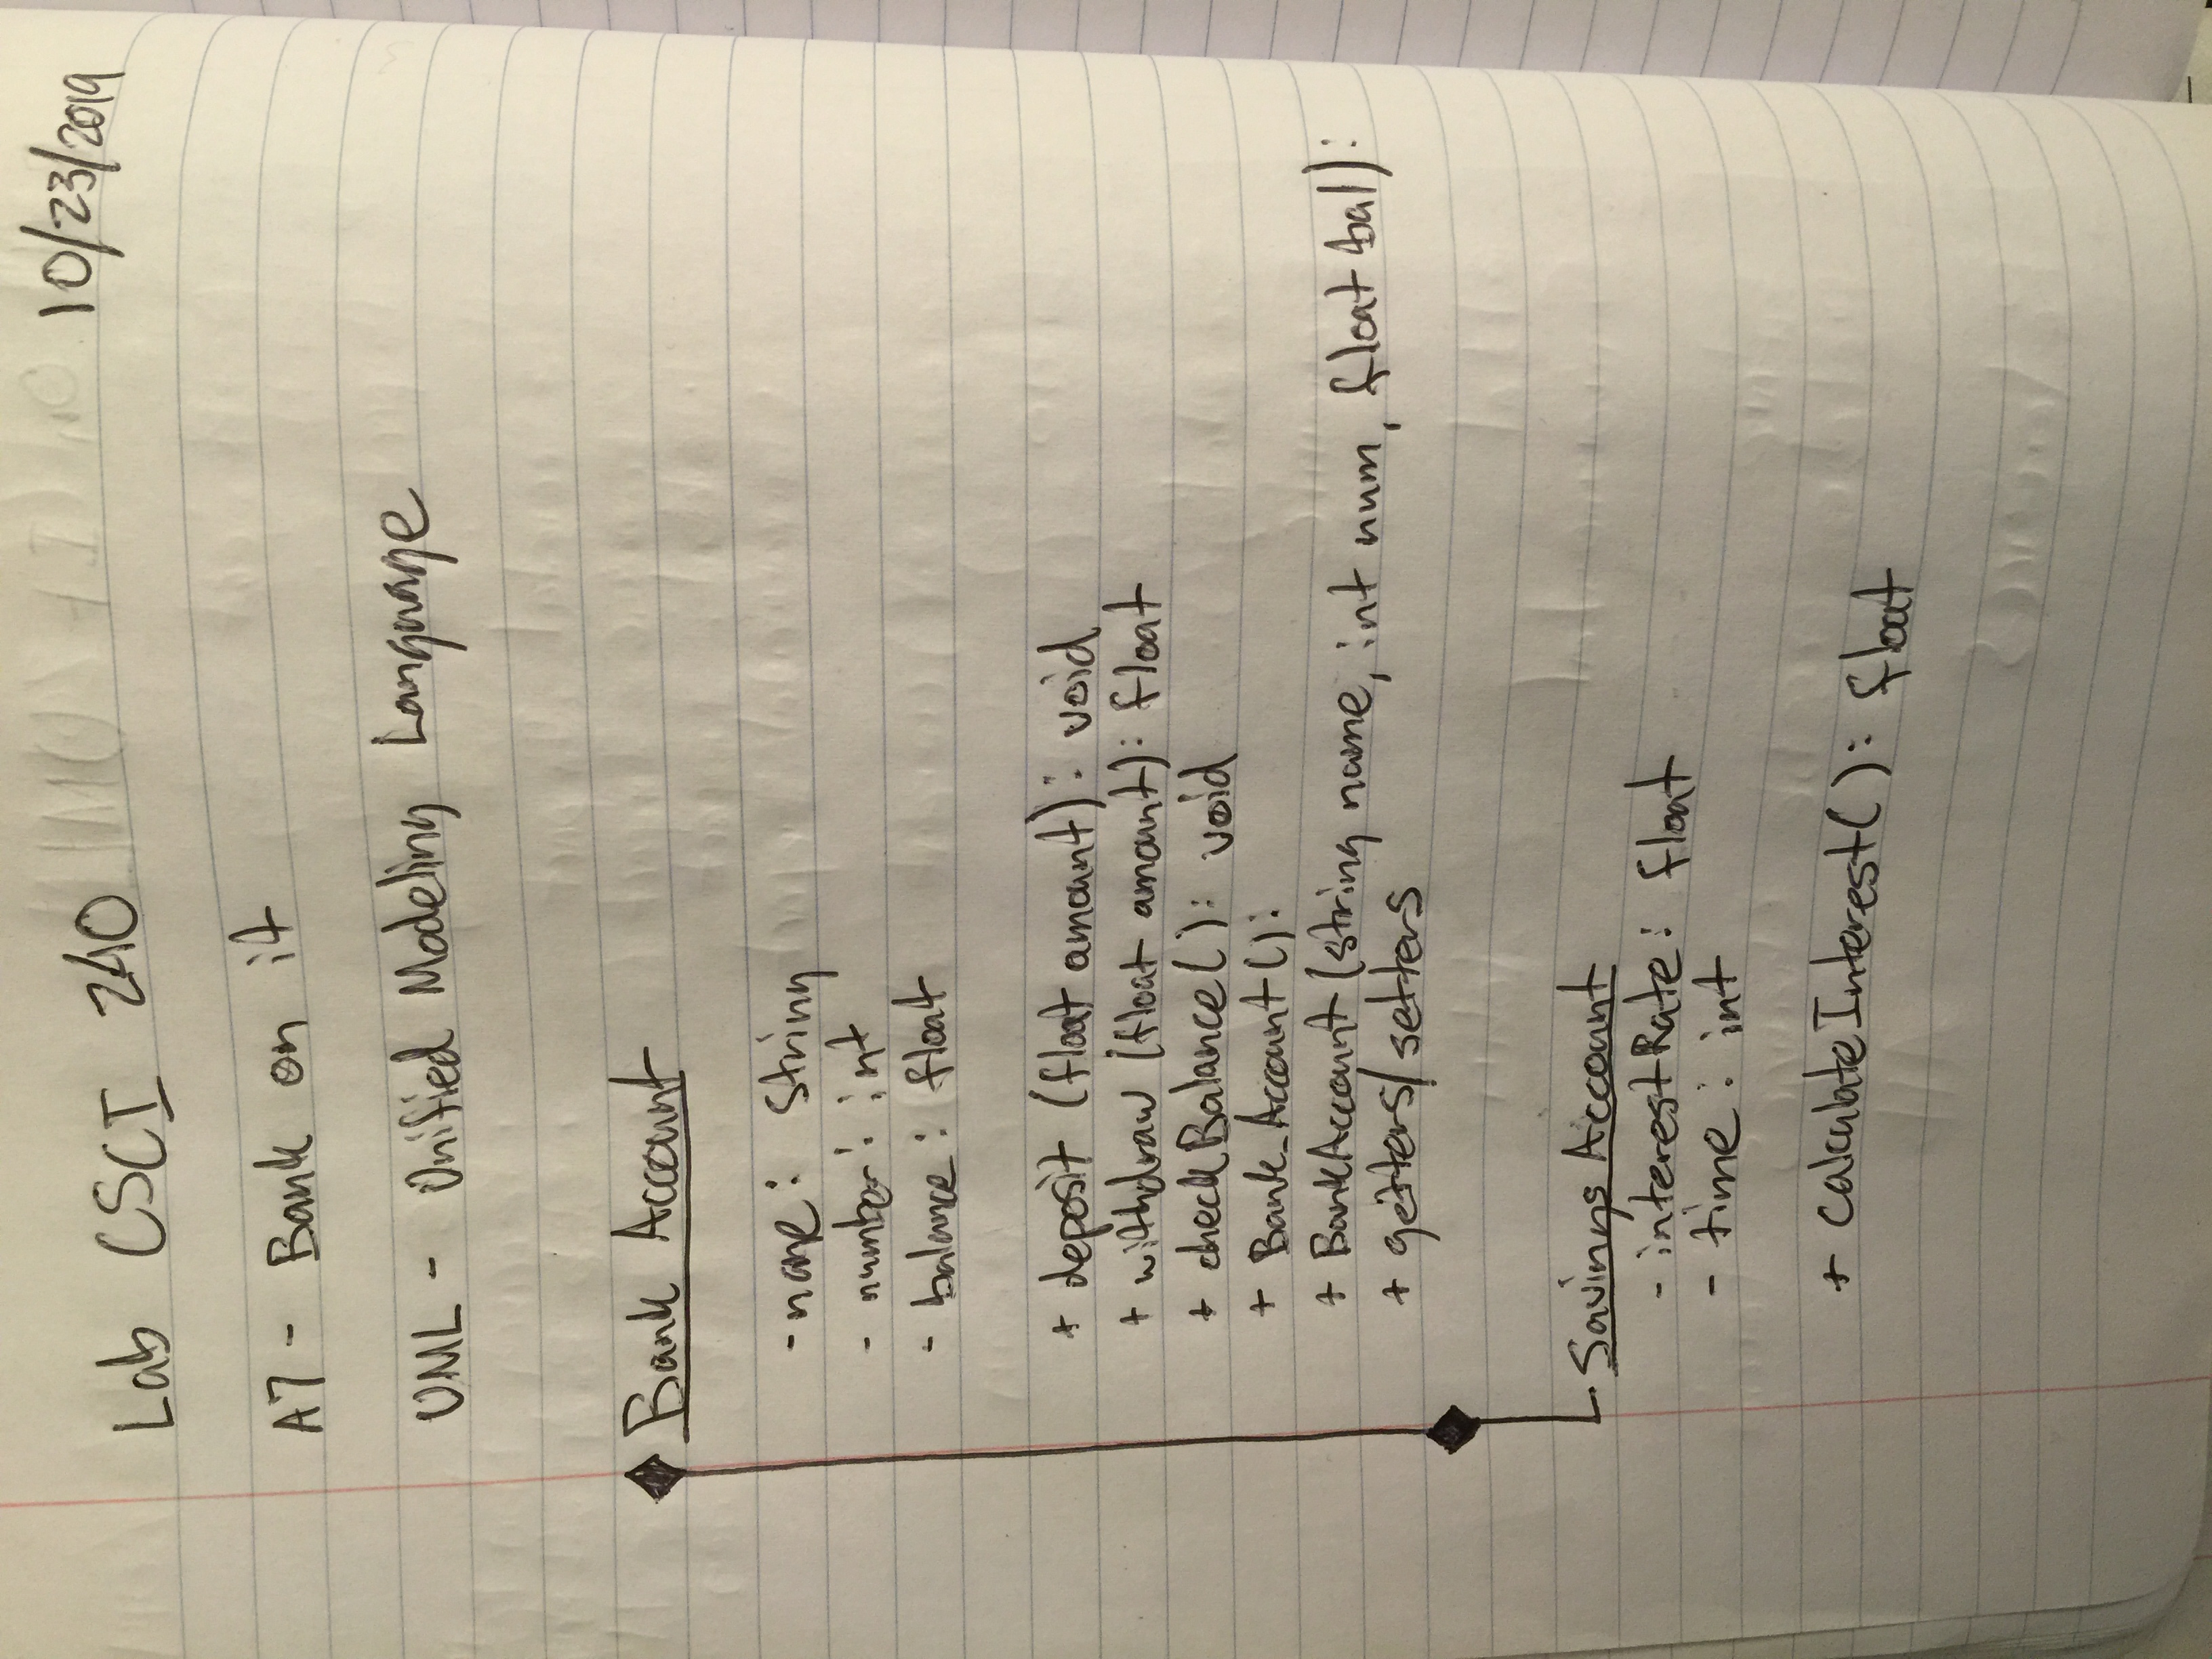 10/23/2019
Lab CSCI 240
A7 - Bank on it
UML - Unified Modeling Language
Bank Account
- name: string
- number: int
- balance: float
+ deposit (float amount): void
+ withdraw (float amount): float
+ checkBalance(): void
+ Bank_Account():
+ BankAccount(string name, int num, float bal):
+ getters/setters
Savings Account
- interestRate: float
- time: int
+ calculateInterest(): float